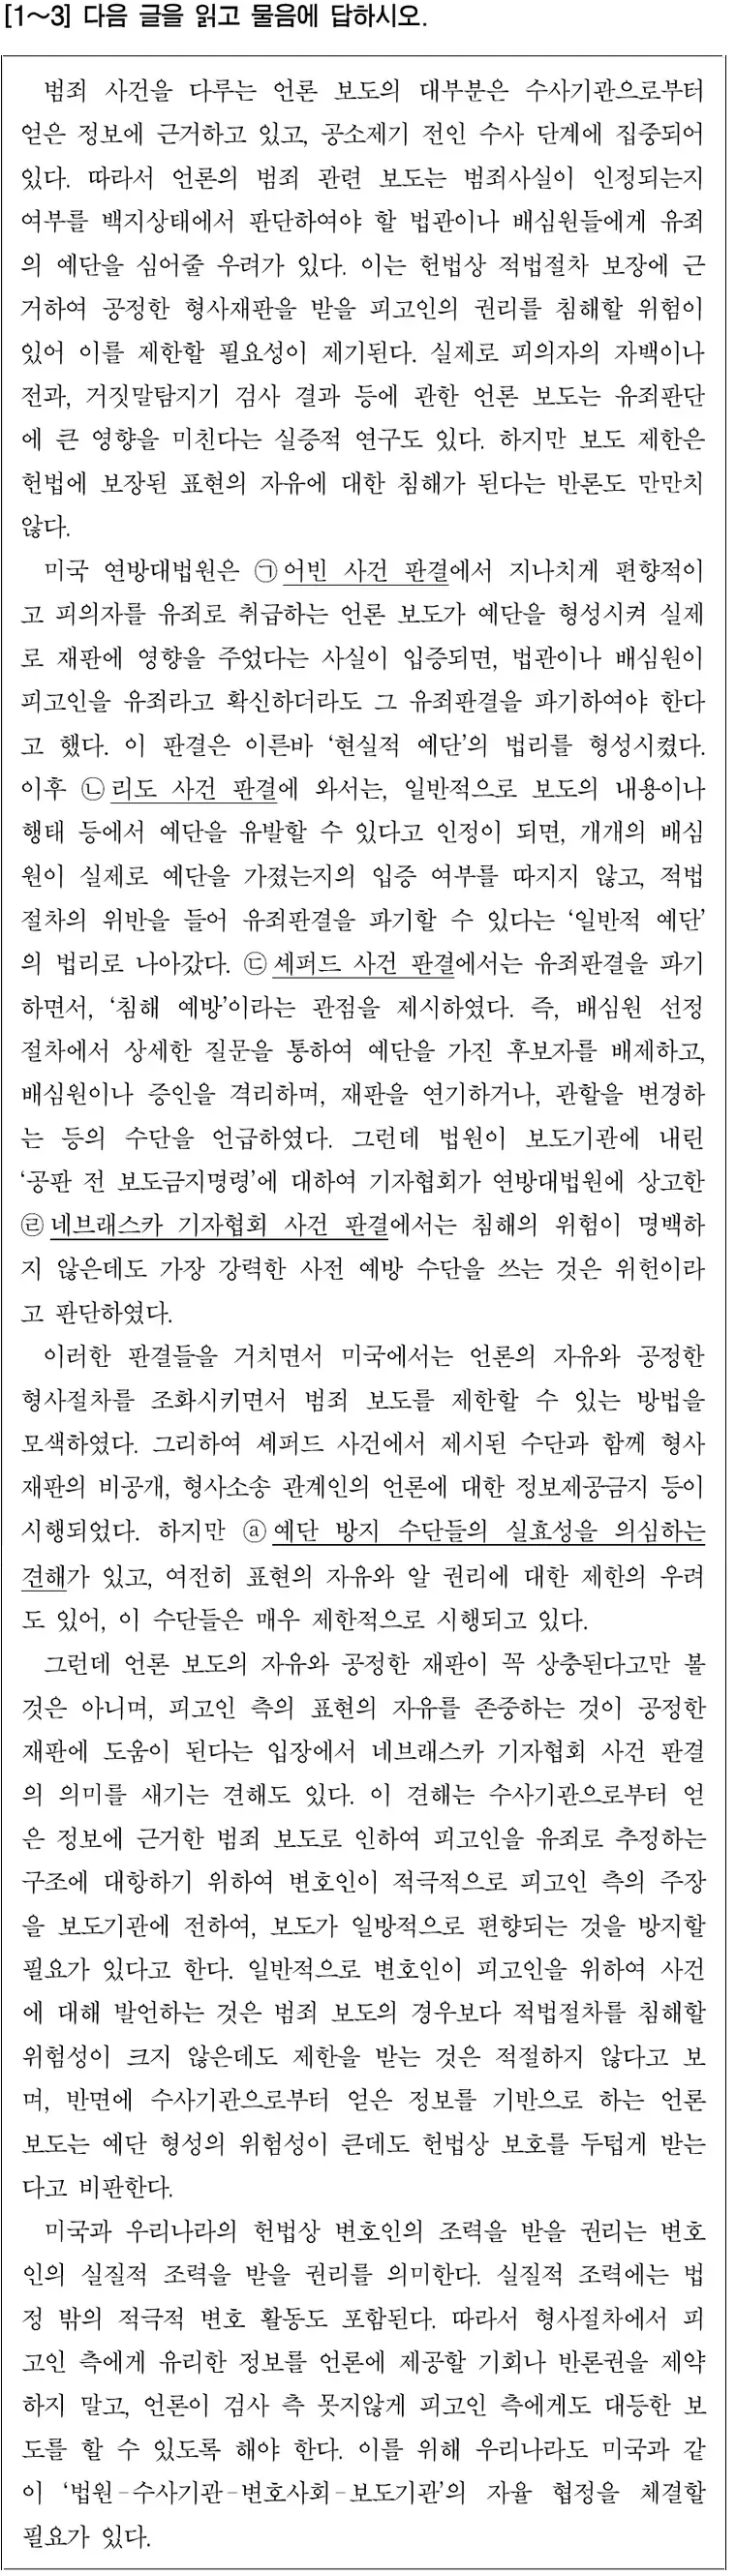 [1~3] 다음 글을 읽고 물음에 답하시오.
범죄 사건을 다루는 언론 보도의 대부분은 수사기관으로부터
얻은 정보에 근거하고 있고, 공소제기 전인 수사 단계에 집중되어
있다. 따라서 언론의 범죄 관련 보도는 범죄사실이 인정되는지
여부를 백지상태에서 판단하여야 할 법관이나 배심원들에게 유죄
의 예단을 심어줄 우려가 있다. 이는 헌법상 적법절차 보장에 근
거하여 공정한 형사재판을 받을 피고인의 권리를 침해할 위험이
있어 이를 제한할 필요성이 제기된다. 실제로 피의자의 자백이나
전과, 거짓말탐지기 검사 결과 등에 관한 언론 보도는 유죄판단
에 큰 영향을 미친다는 실증적 연구도 있다. 하지만 보도 제한은
헌법에 보장된 표현의 자유에 대한 침해가 된다는 반론도 만만치
않다.
미국 연방대법원은 ㉠어빈 사건 판결에서 지나치게 편향적이
고 피의자를 유죄로 취급하는 언론 보도가 예단을 형성시켜 실제
로 재판에 영향을 주었다는 사실이 입증되면, 법관이나 배심원이
피고인을 유죄라고 확신하더라도 그 유죄판결을 파기하여야 한다
고 했다. 이 판결은 이른바 ‘현실적 예단’의 법리를 형성시켰다.
이후 ㉡리도 사건 판결에 와서는, 일반적으로 보도의 내용이나
행태 등에서 예단을 유발할 수 있다고 인정이 되면, 개개의 배심
원이 실제로 예단을 가졌는지의 입증 여부를 따지지 않고, 적법
절차의 위반을 들어 유죄판결을 파기할 수 있다는 ‘일반적 예단’
의 법리로 나아갔다. ㉢셰퍼드 사건 판결에서는 유죄판결을 파기
하면서, ‘침해 예방’이라는 관점을 제시하였다. 즉, 배심원 선정
절차에서 상세한 질문을 통하여 예단을 가진 후보자를 배제하고,
배심원이나 증인을 격리하며, 재판을 연기하거나, 관할을 변경하
는 등의 수단을 언급하였다. 그런데 법원이 보도기관에 내린
‘공판 전 보도금지명령’에 대하여 기자협회가 연방대법원에 상고한
㉣네브래스카 기자협회 사건 판결에서는 침해의 위험이 명백하
지 않은데도 가장 강력한 사전 예방 수단을 쓰는 것은 위헌이라
고 판단하였다.
이러한 판결들을 거치면서 미국에서는 언론의 자유와 공정한
형사절차를 조화시키면서 범죄 보도를 제한할 수 있는 방법을
모색하였다. 그리하여 셰퍼드 사건에서 제시된 수단과 함께 형사
재판의 비공개, 형사소송 관계인의 언론에 대한 정보제공금지 등이
시행되었다. 하지만 ⓐ예단 방지 수단들의 실효성을 의심하는
견해가 있고, 여전히 표현의 자유와 알 권리에 대한 제한의 우려
도 있어, 이 수단들은 매우 제한적으로 시행되고 있다.
그런데 언론 보도의 자유와 공정한 재판이 꼭 상충된다고만 볼
것은 아니며, 피고인 측의 표현의 자유를 존중하는 것이 공정한
재판에 도움이 된다는 입장에서 네브래스카 기자협회 사건 판결
의 의미를 새기는 견해도 있다. 이 견해는 수사기관으로부터 얻
은 정보에 근거한 범죄 보도로 인하여 피고인을 유죄로 추정하는
구조에 대항하기 위하여 변호인이 적극적으로 피고인 측의 주장
을 보도기관에 전하여, 보도가 일방적으로 편향되는 것을 방지할
필요가 있다고 한다. 일반적으로 변호인이 피고인을 위하여 사건
에 대해 발언하는 것은 범죄 보도의 경우보다 적법절차를 침해할
위험성이 크지 않은데도 제한을 받는 것은 적절하지 않다고 보
며, 반면에 수사기관으로부터 얻은 정보를 기반으로 하는 언론
보도는 예단 형성의 위험성이 큰데도 헌법상 보호를 두텁게 받는
다고 비판한다.
미국과 우리나라의 헌법상 변호인의 조력을 받을 권리는 변호
인의 실질적 조력을 받을 권리를 의미한다. 실질적 조력에는 법
정 밖의 적극적 변호 활동도 포함된다. 따라서 형사절차에서 피
고인 측에게 유리한 정보를 언론에 제공할 기회나 반론권을 제약
하지 말고, 언론이 검사 측 못지않게 피고인 측에게도 대등한 보
도를 할 수 있도록 해야 한다. 이를 위해 우리나라도 미국과 같
이 ‘법원-수사기관-변호사회-보도기관’의 자율 협정을 체결할
필요가 있다.